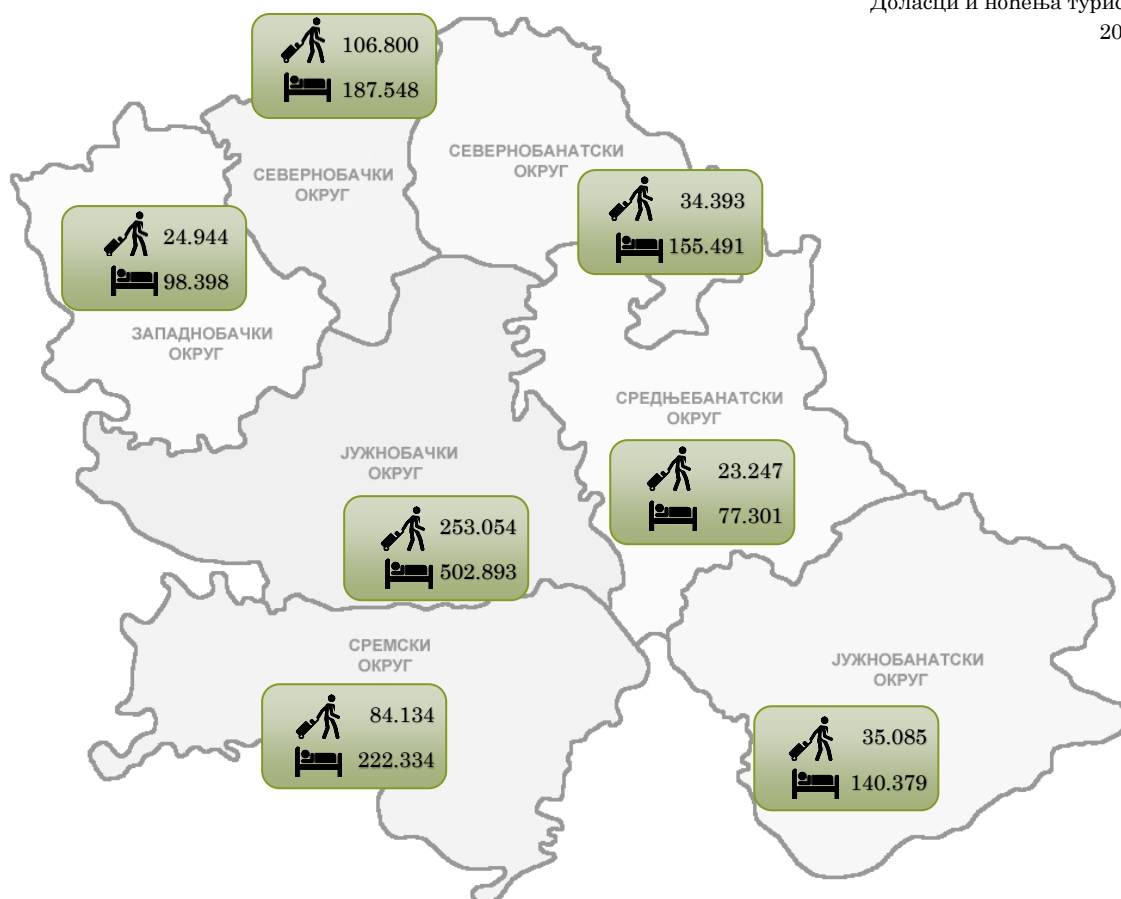 Доласци и ноћења
20
106.800
187.548
СЕВЕРНОБАЧКИ
ОКРУГ
СЕВЕРНОБАНАТСКИ
ОКРУГ
34.393
155.491
24.944
98.398
ЗАПАДНОБАЧКИ
ОКРУГ
СРЕДЊЕБАНАТСКИ
ОКРУГ
23.247
77.301
ЈУЖНОБАЧКИ
ОКРУГ
253.054
502.893
СРЕМСКИ
ОКРУГ
84.134
222.334
ЈУЖНОБАНАТСКИ
ОКРУГ
35.085
140.379